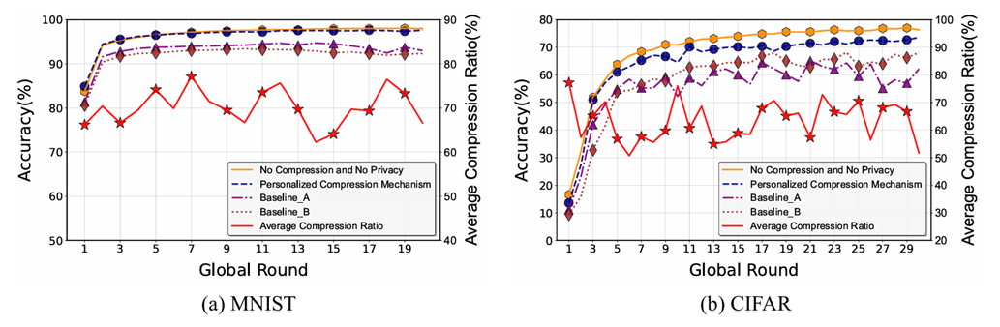 Accuracy(%)
100
90
80
70
60
50
90
80
70
60
50
40
Average Compression Ratio(%)
No Compression and No Privacy
Personalized Compression Mechanism
Baseline_A
Baseline_B
Average Compression Ratio
1 3 5 7 9 11 13 15 17 19
Global Round
(a) MNIST
Accuracy(%)
80
70
60
50
40
30
20
10
0
100
90
80
70
60
50
40
30
20
Average Compression Ratio(%)
No Compression and No Privacy
Personalized Compression Mechanism
Baseline_A
Baseline_B
Average Compression Ratio
1 3 5 7 9 11 13 15 17 19 21 23 25 27 29
Global Round
(b) CIFAR